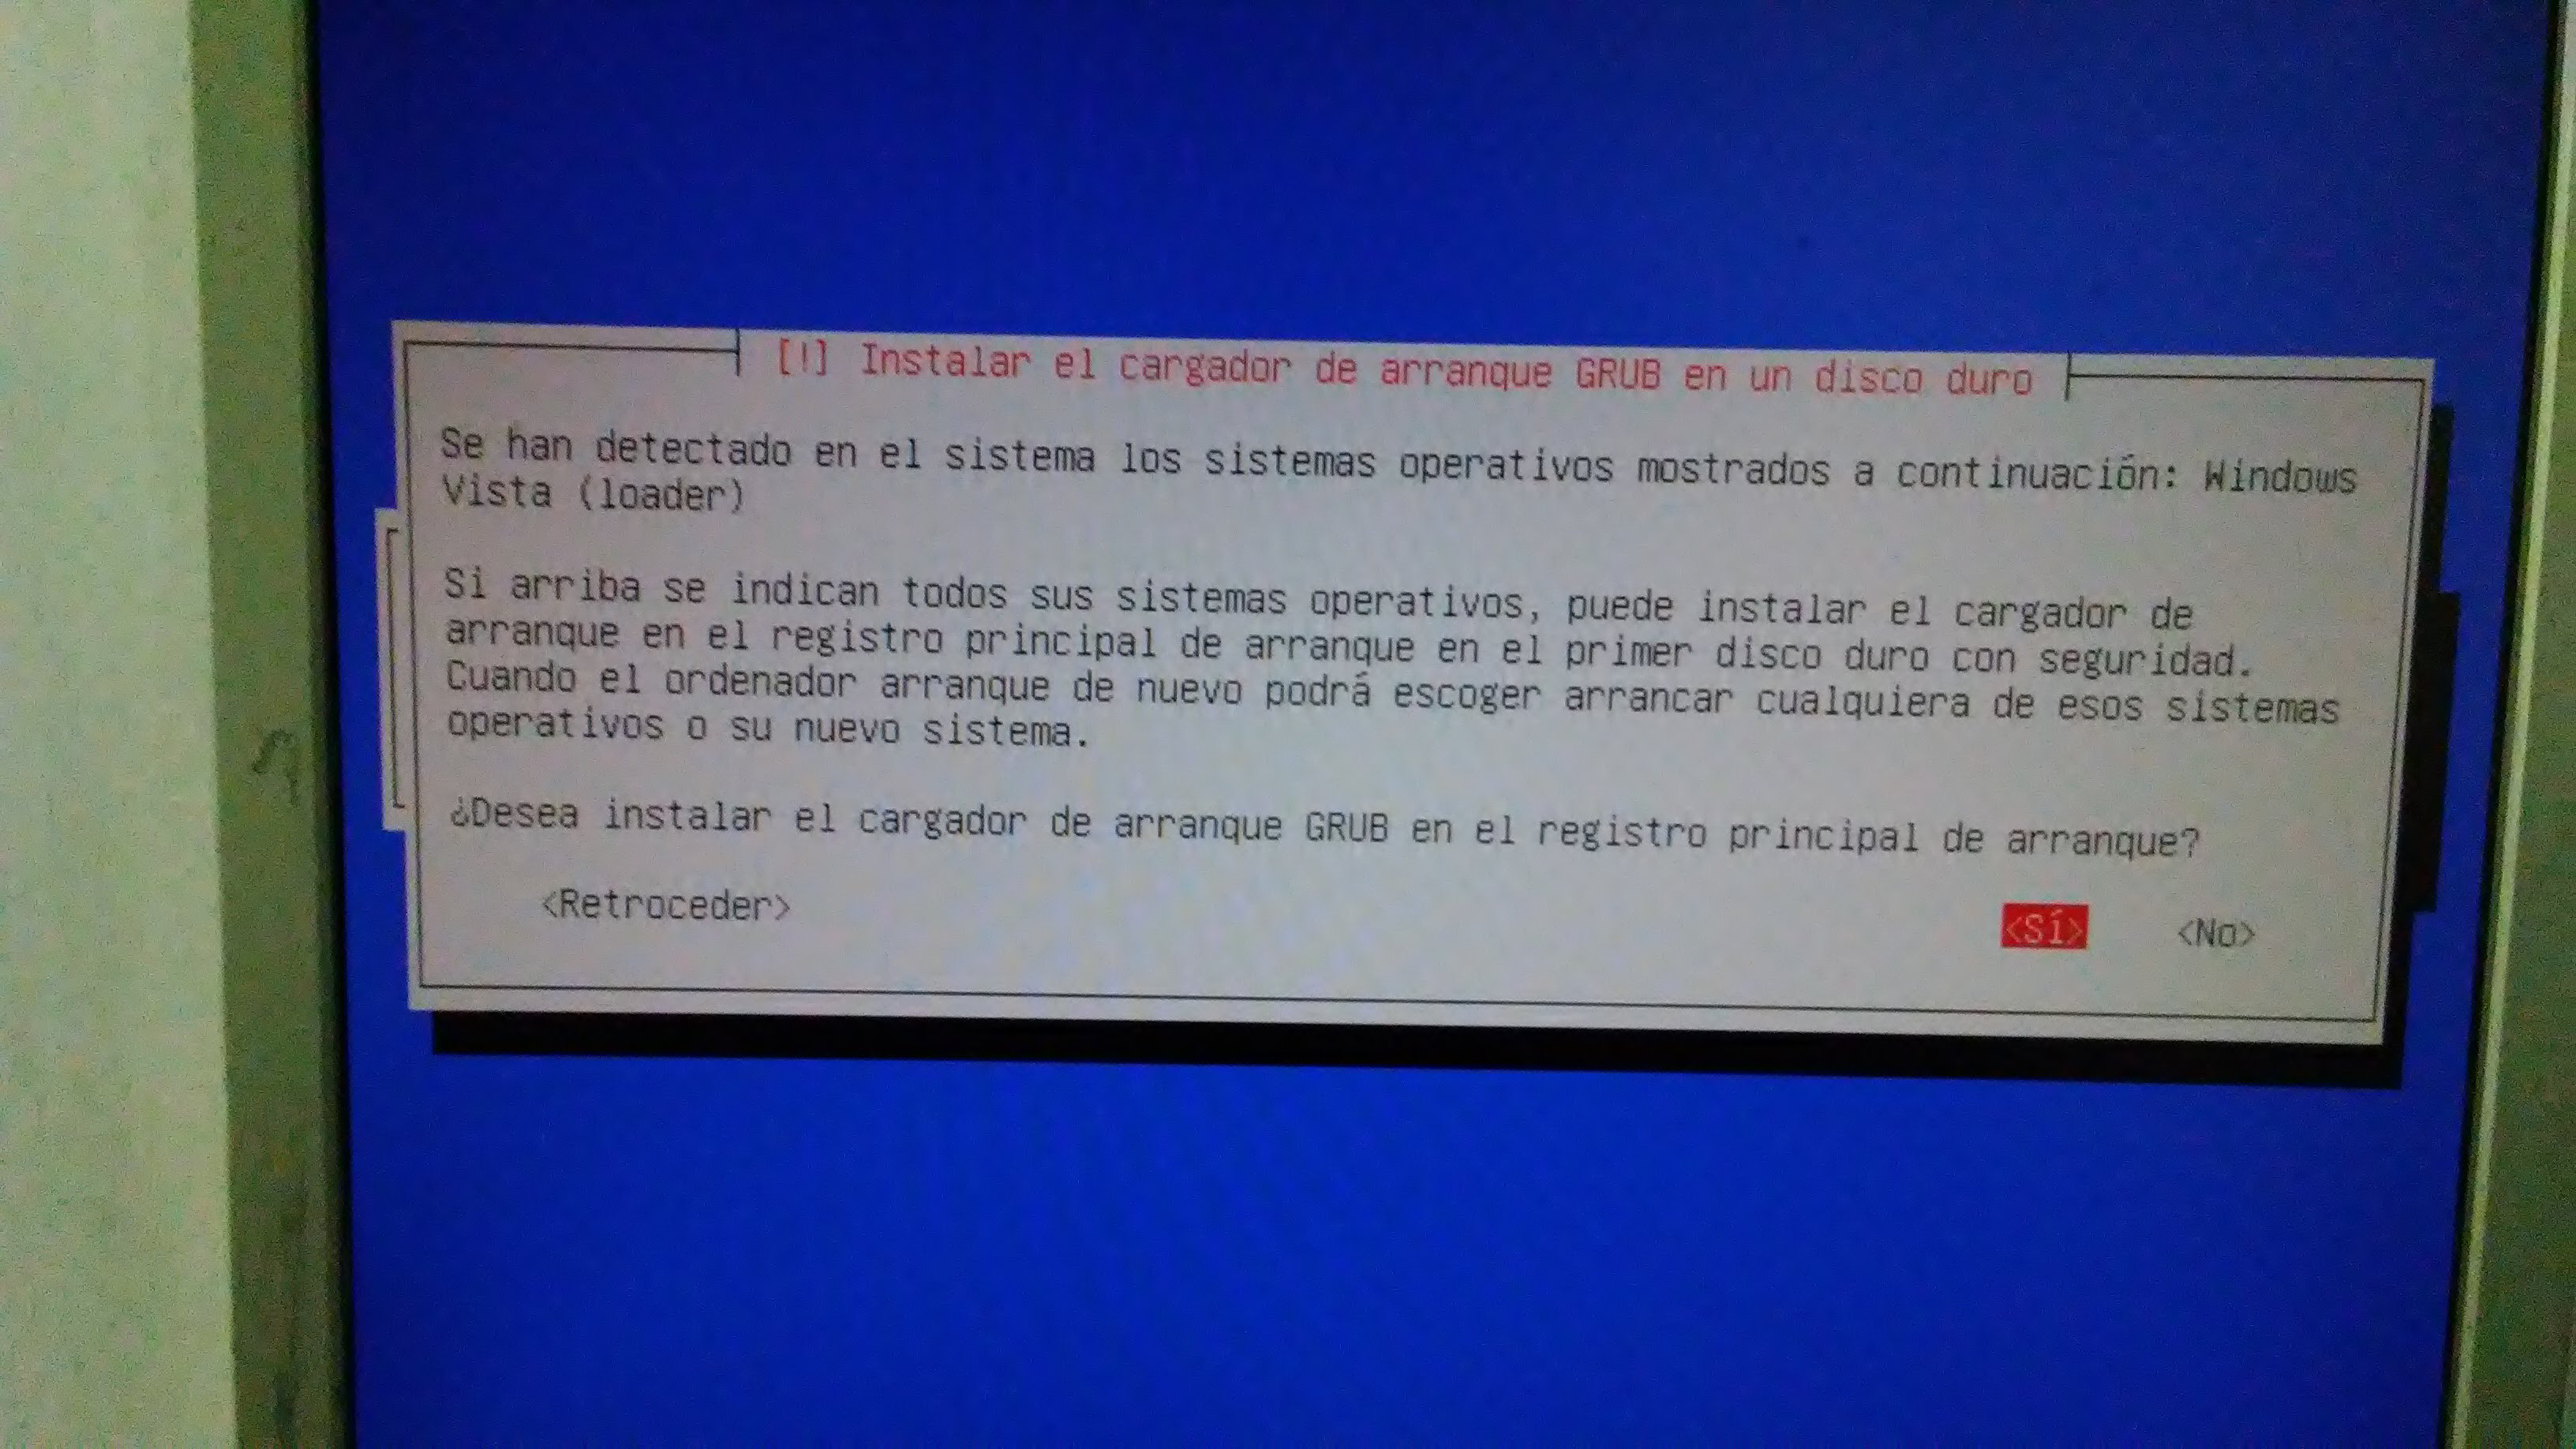 [!] Instalar el cargador de arranque GRUB en un disco duro
Se han detectado en el sistema los sistemas operativos mostrados a continuación: Windows
Vista (loader)
Si arriba se indican todos sus sistemas operativos, puede instalar el cargador de
arranque en el registro principal de arranque en el primer disco duro con seguridad.
Cuando el ordenador arranque de nuevo podrá escoger arrancar cualquiera de esos sistemas
operativos o su nuevo sistema.
¿Desea instalar el cargador de arranque GRUB en el registro principal de arranque?
<Retroceder> <Sí> <No>